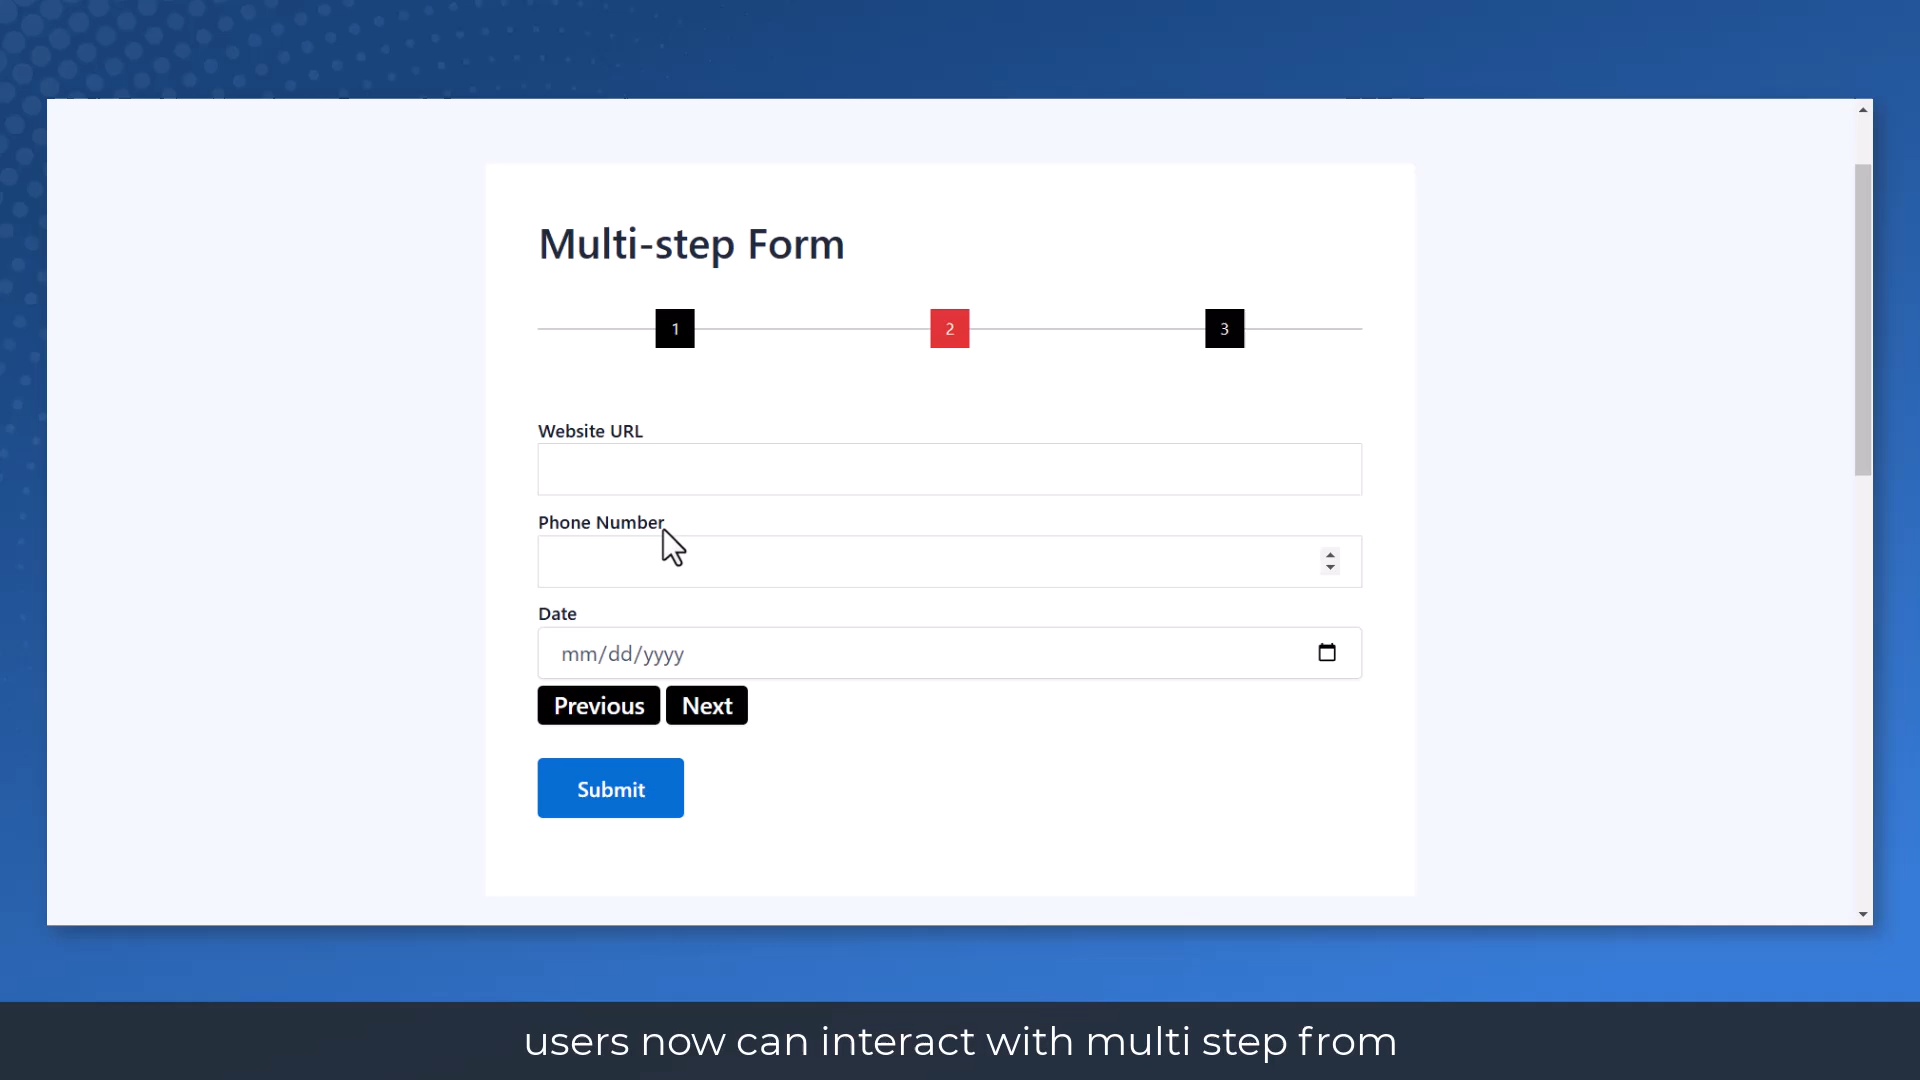 Multi-step Form
1 2 3
Website URL
Phone Number
Date
mm/dd/yyyy
Previous Next
Submit
users now can interact with multi step from